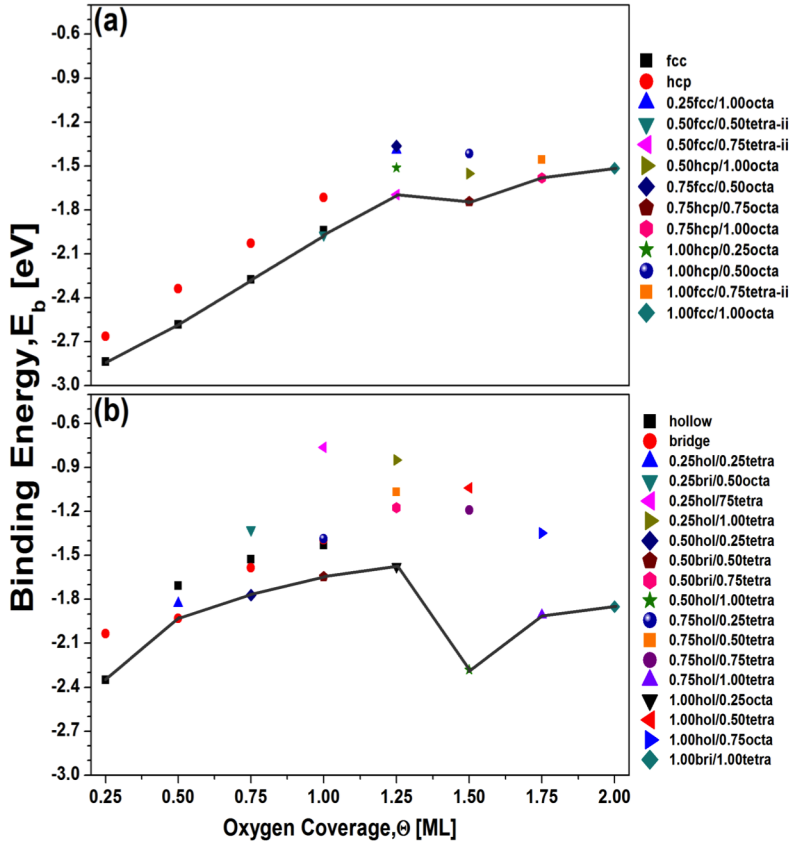 (a)
-0.6
-0.9
-1.2
-1.5
-1.8
-2.1
-2.4
-2.7
-3.0
fcc
hcp
0.25fcc/1.00octa
0.50fcc/0.50tetra-ii
0.50fcc/0.75tetra-ii
0.50hcp/1.00octa
0.75fcc/0.50octa
0.75hcp/0.75octa
0.75hcp/1.00octa
1.00hcp/0.25octa
1.00hcp/0.50octa
1.00fcc/0.75tetra-ii
1.00fcc/1.00octa
Binding Energy,E_b [eV]
(b)
-0.6
-0.9
-1.2
-1.5
-1.8
-2.1
-2.4
-2.7
-3.0
hollow
bridge
0.25hol/0.25tetra
0.25bri/0.50octa
0.25hol/75tetra
0.25hol/1.00tetra
0.50hol/0.25tetra
0.50bri/0.50tetra
0.50bri/0.75tetra
0.50hol/1.00tetra
0.75hol/0.25tetra
0.75hol/0.50tetra
0.75hol/0.75tetra
0.75hol/1.00tetra
1.00hol/0.25octa
1.00hol/0.50tetra
1.00hol/0.75octa
1.00bri/1.00tetra
0.25 0.50 0.75 1.00 1.25 1.50 1.75 2.00
Oxygen Coverage,Θ [ML]